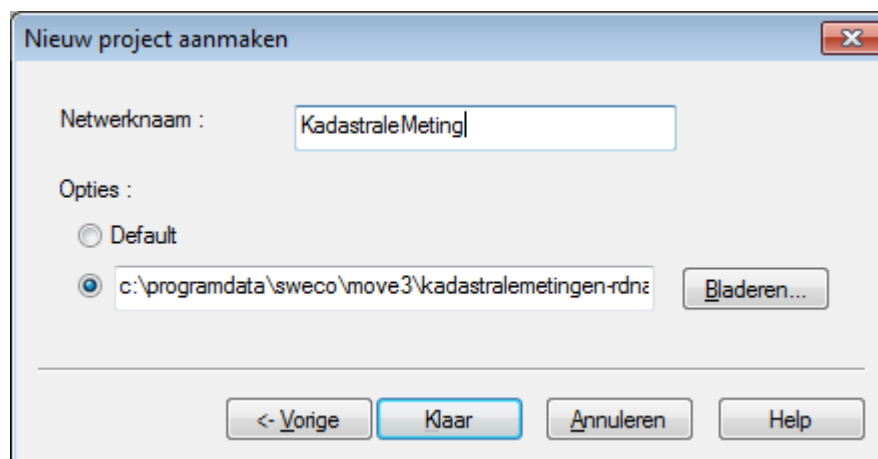 Nieuw project aanmaken
Netwerknaam :
KadastraleMeting
Opties :
Default
c:\programdata\sweco\move3\kadastralemetingen-rdna
Bladeren...
<- Vorige
Klaar
Annuleren
Help